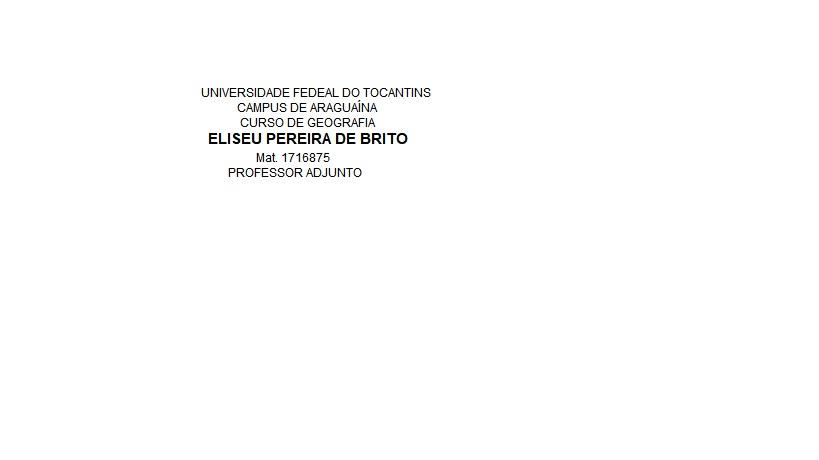 UNIVERSIDADE FEDEAL DO TOCANTINS
CAMPUS DE ARAGUAÍNA
CURSO DE GEOGRAFIA
ELISEU PEREIRA DE BRITO
Mat. 1716875
PROFESSOR ADJUNTO